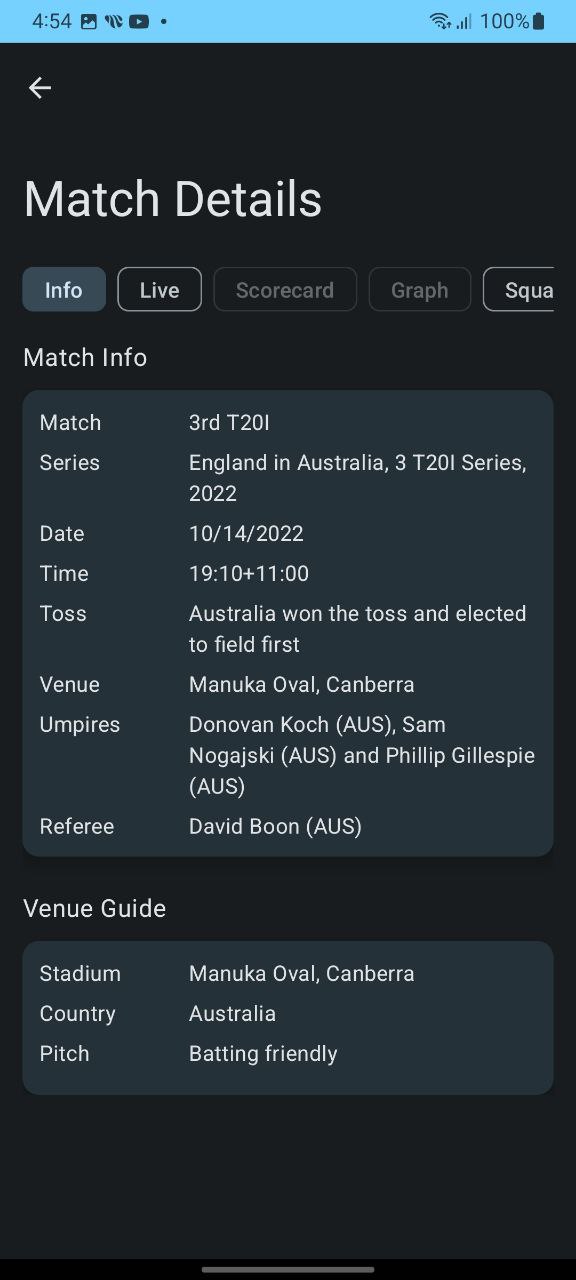 4:54
100%
Match Details
Info
Live
Scorecard
Graph
Squa
Match Info
Match 3rd T20I
Series England in Australia, 3 T20I Series,
2022
Date 10/14/2022
Time 19:10+11:00
Toss Australia won the toss and elected
to field first
Venue Manuka Oval, Canberra
Umpires Donovan Koch (AUS), Sam
Nogajski (AUS) and Phillip Gillespie
(AUS)
Referee David Boon (AUS)
Venue Guide
Stadium Manuka Oval, Canberra
Country Australia
Pitch Batting friendly